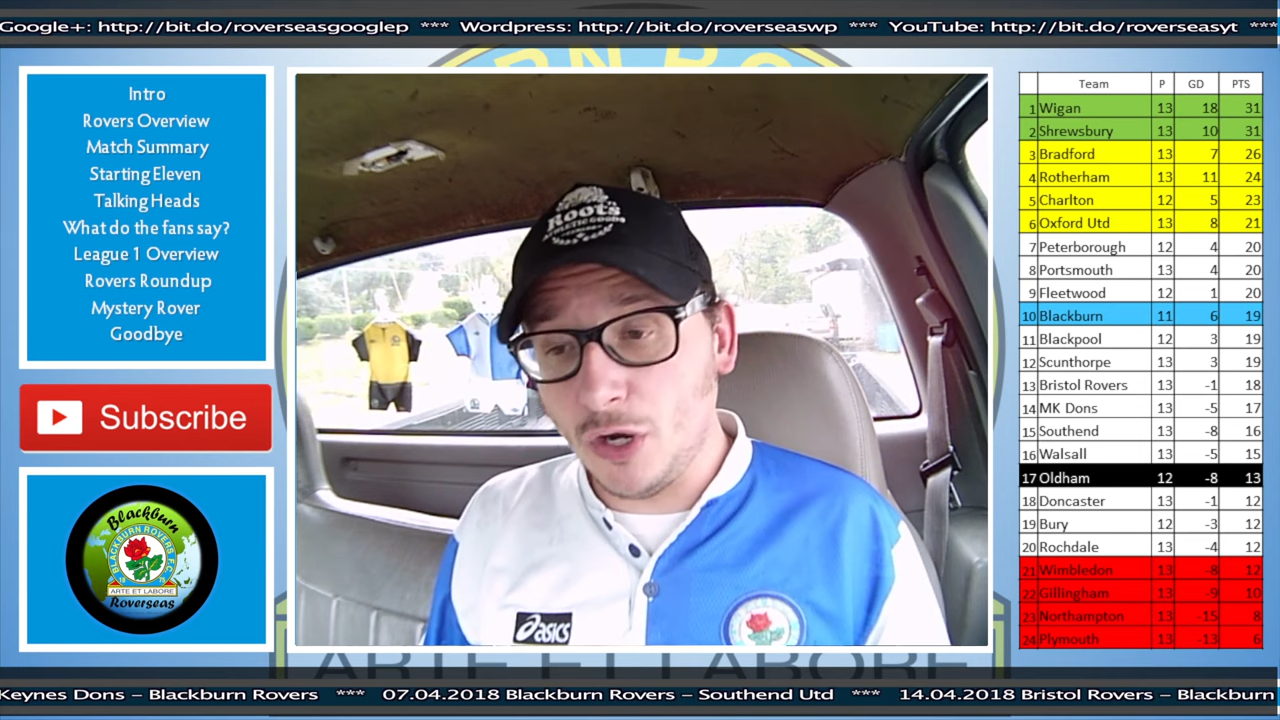 Google+: http://bit.do/roverseasgooglep *** Wordpress: http://bit.do/roverseaswp *** YouTube: http://bit.do/roverseasyt ***
Intro
Rovers Overview
Match Summary
Starting Eleven
Talking Heads
What do the fans say?
League 1 Overview
Rovers Roundup
Mystery Rover
Goodbye
Subscribe
Blackburn
BLACKBURN ROVERS F.C.
1875
ARTE ET LABORE
Roverseas
Roots
ATHLETIC GOODS
asics
Team P GD PTS
1 Wigan 13 18 31
2 Shrewsbury 13 10 31
3 Bradford 13 7 26
4 Rotherham 13 11 24
5 Charlton 12 5 23
6 Oxford Utd 13 8 21
7 Peterborough 12 4 20
8 Portsmouth 13 4 20
9 Fleetwood 12 1 20
10 Blackburn 11 6 19
11 Blackpool 12 3 19
12 Scunthorpe 13 3 19
13 Bristol Rovers 13 -1 18
14 MK Dons 13 -5 17
15 Southend 13 -8 16
16 Walsall 13 -5 15
17 Oldham 12 -8 13
18 Doncaster 13 -1 12
19 Bury 12 -3 12
20 Rochdale 13 -4 12
21 Wimbledon 13 -8 12
22 Gillingham 13 -9 10
23 Northampton 13 -15 8
24 Plymouth 13 -13 6
ARTE ET LABORE
Keynes Dons – Blackburn Rovers *** 07.04.2018 Blackburn Rovers – Southend Utd *** 14.04.2018 Bristol Rovers – Blackburn